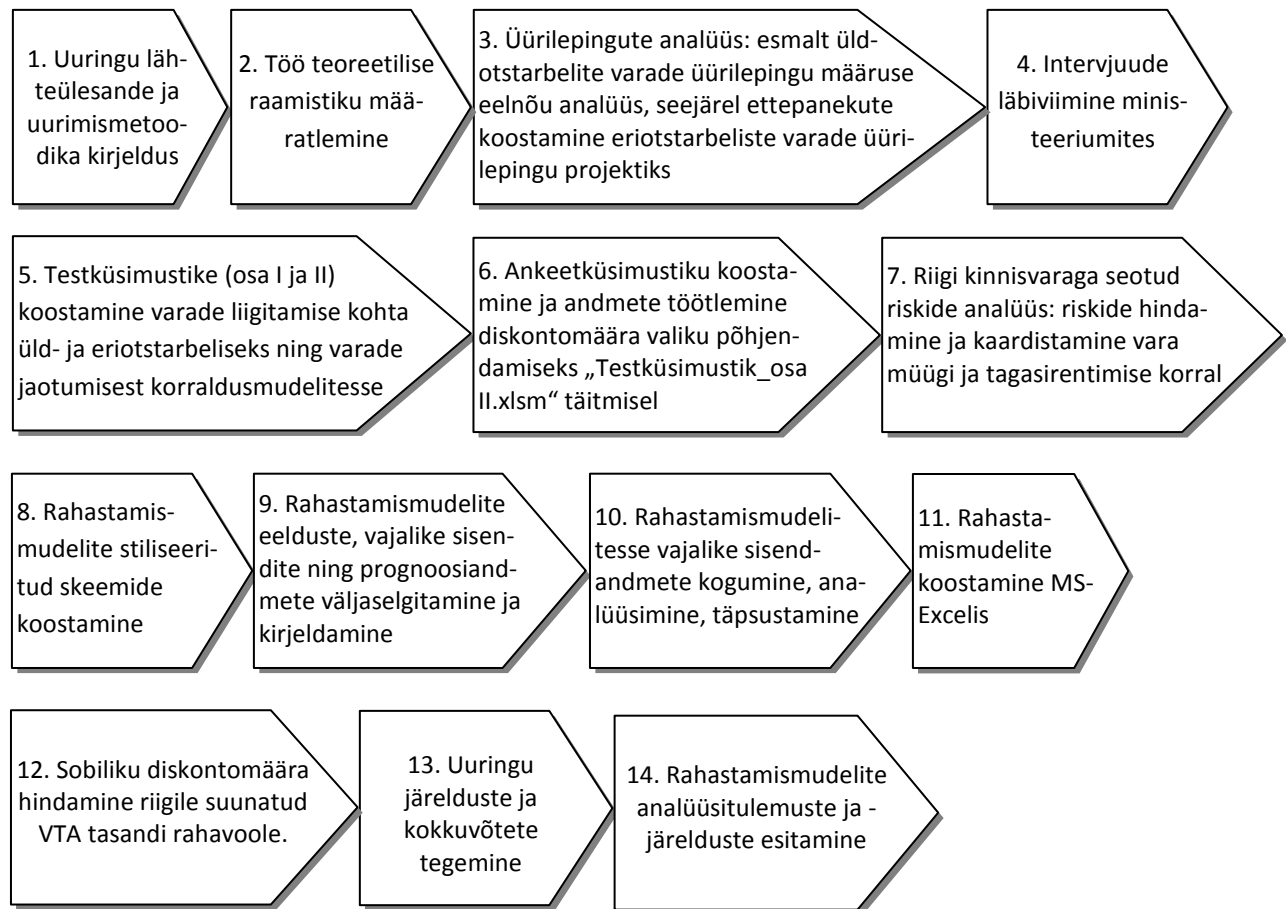 1. Uuringu läh-
teülesande ja
uurimismetoo-
dika kirjeldus
2. Töö teoreetilise
raamistiku mää-
ratlemine
3. Üürilepingute analüüs: esmalt üld-
otstarbelite varade üürilepingu määruse
eelnõu analüüs, seejärel ettepanekute
koostamine eriotstarbeliste varade üüri-
lepingu projektiks
4. Intervjuude
läbiviimine minis-
teeriumites
5. Testküsimustike (osa I ja II)
koostamine varade liigitamise kohta
üld- ja eriotstarbeliseks ning varade
jaotumisest korraldusmudelitesse
6. Ankeetküsimustiku koosta-
mine ja andmete töötlemine
diskontomäära valiku põhjen-
damiseks „Testküsimustik_osa
II.xlsm“ täitmisel
7. Riigi kinnisvaraga seotud
riskide analüüs: riskide hinda-
mine ja kaardistamine vara
müügi ja tagasirentimise korral
8. Rahastamis-
mudelite stiliseeri-
tud skeemide
koostamine
9. Rahastamismudelite
eelduste, vajalike sisen-
dite ning prognoosiand-
mete väljaselgitamine ja
kirjeldamine
10. Rahastamismudeli-
tesse vajalike sisend-
andmete kogumine, ana-
lüüsimine, täpsustamine
11. Rahasta-
mismudelite
koostamine MS-
Excelis
12. Sobiliku diskontomäära
hindamine riigile suunatud
VTA tasandi rahavoole.
13. Uuringu
järelduste ja
kokkuvõtete
tegemine
14. Rahastamismudelite
analüüsitulemuste ja -
järelduste esitamine